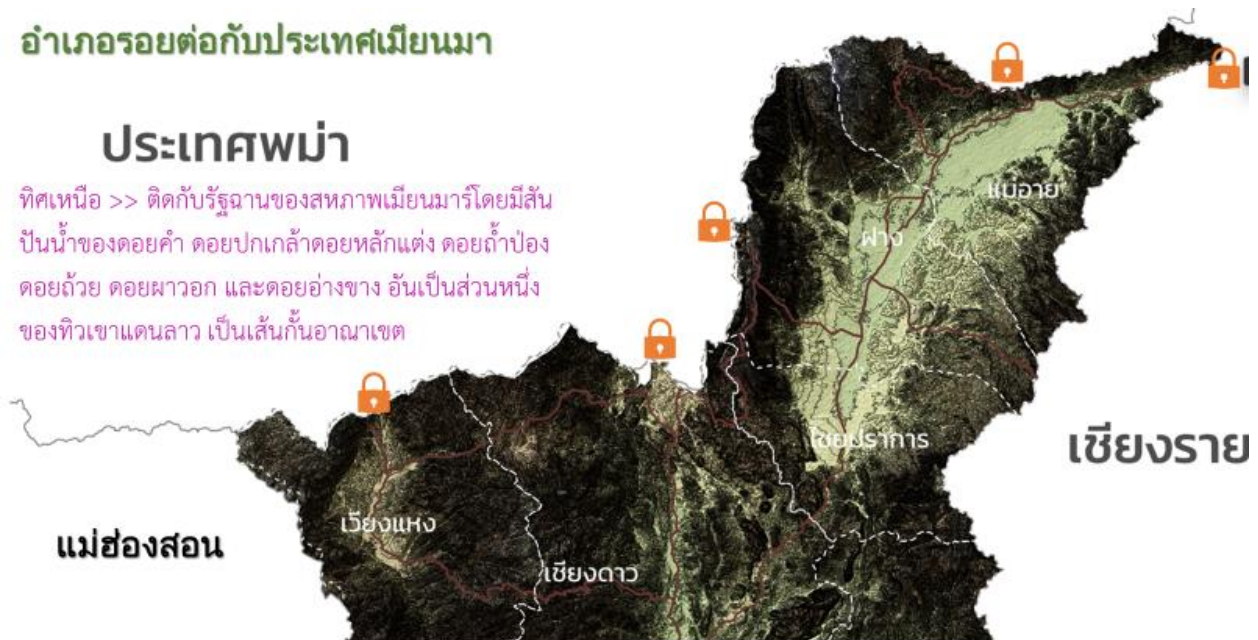 อำเภอรอยต่อกับประเทศเมียนมา
ประเทศพม่า
ทิศเหนือ >> ติดกับรัฐฉานของสหภาพเมียนมาร์โดยมีสัน
ปันน้ำของดอยคำ ดอยปกเกล้าดอยหลักแต่ง ดอยถ้ำป่อง
ดอยถ้วย ดอยผาวอก และดอยอ่างขาง อันเป็นส่วนหนึ่ง
ของทิวเขาแดนลาว เป็นเส้นกั้นอาณาเขต
แม่อาย
ฝาง
ไชยปราการ
เชียงราย
เวียงแหง
แม่ฮ่องสอน
เชียงดาว